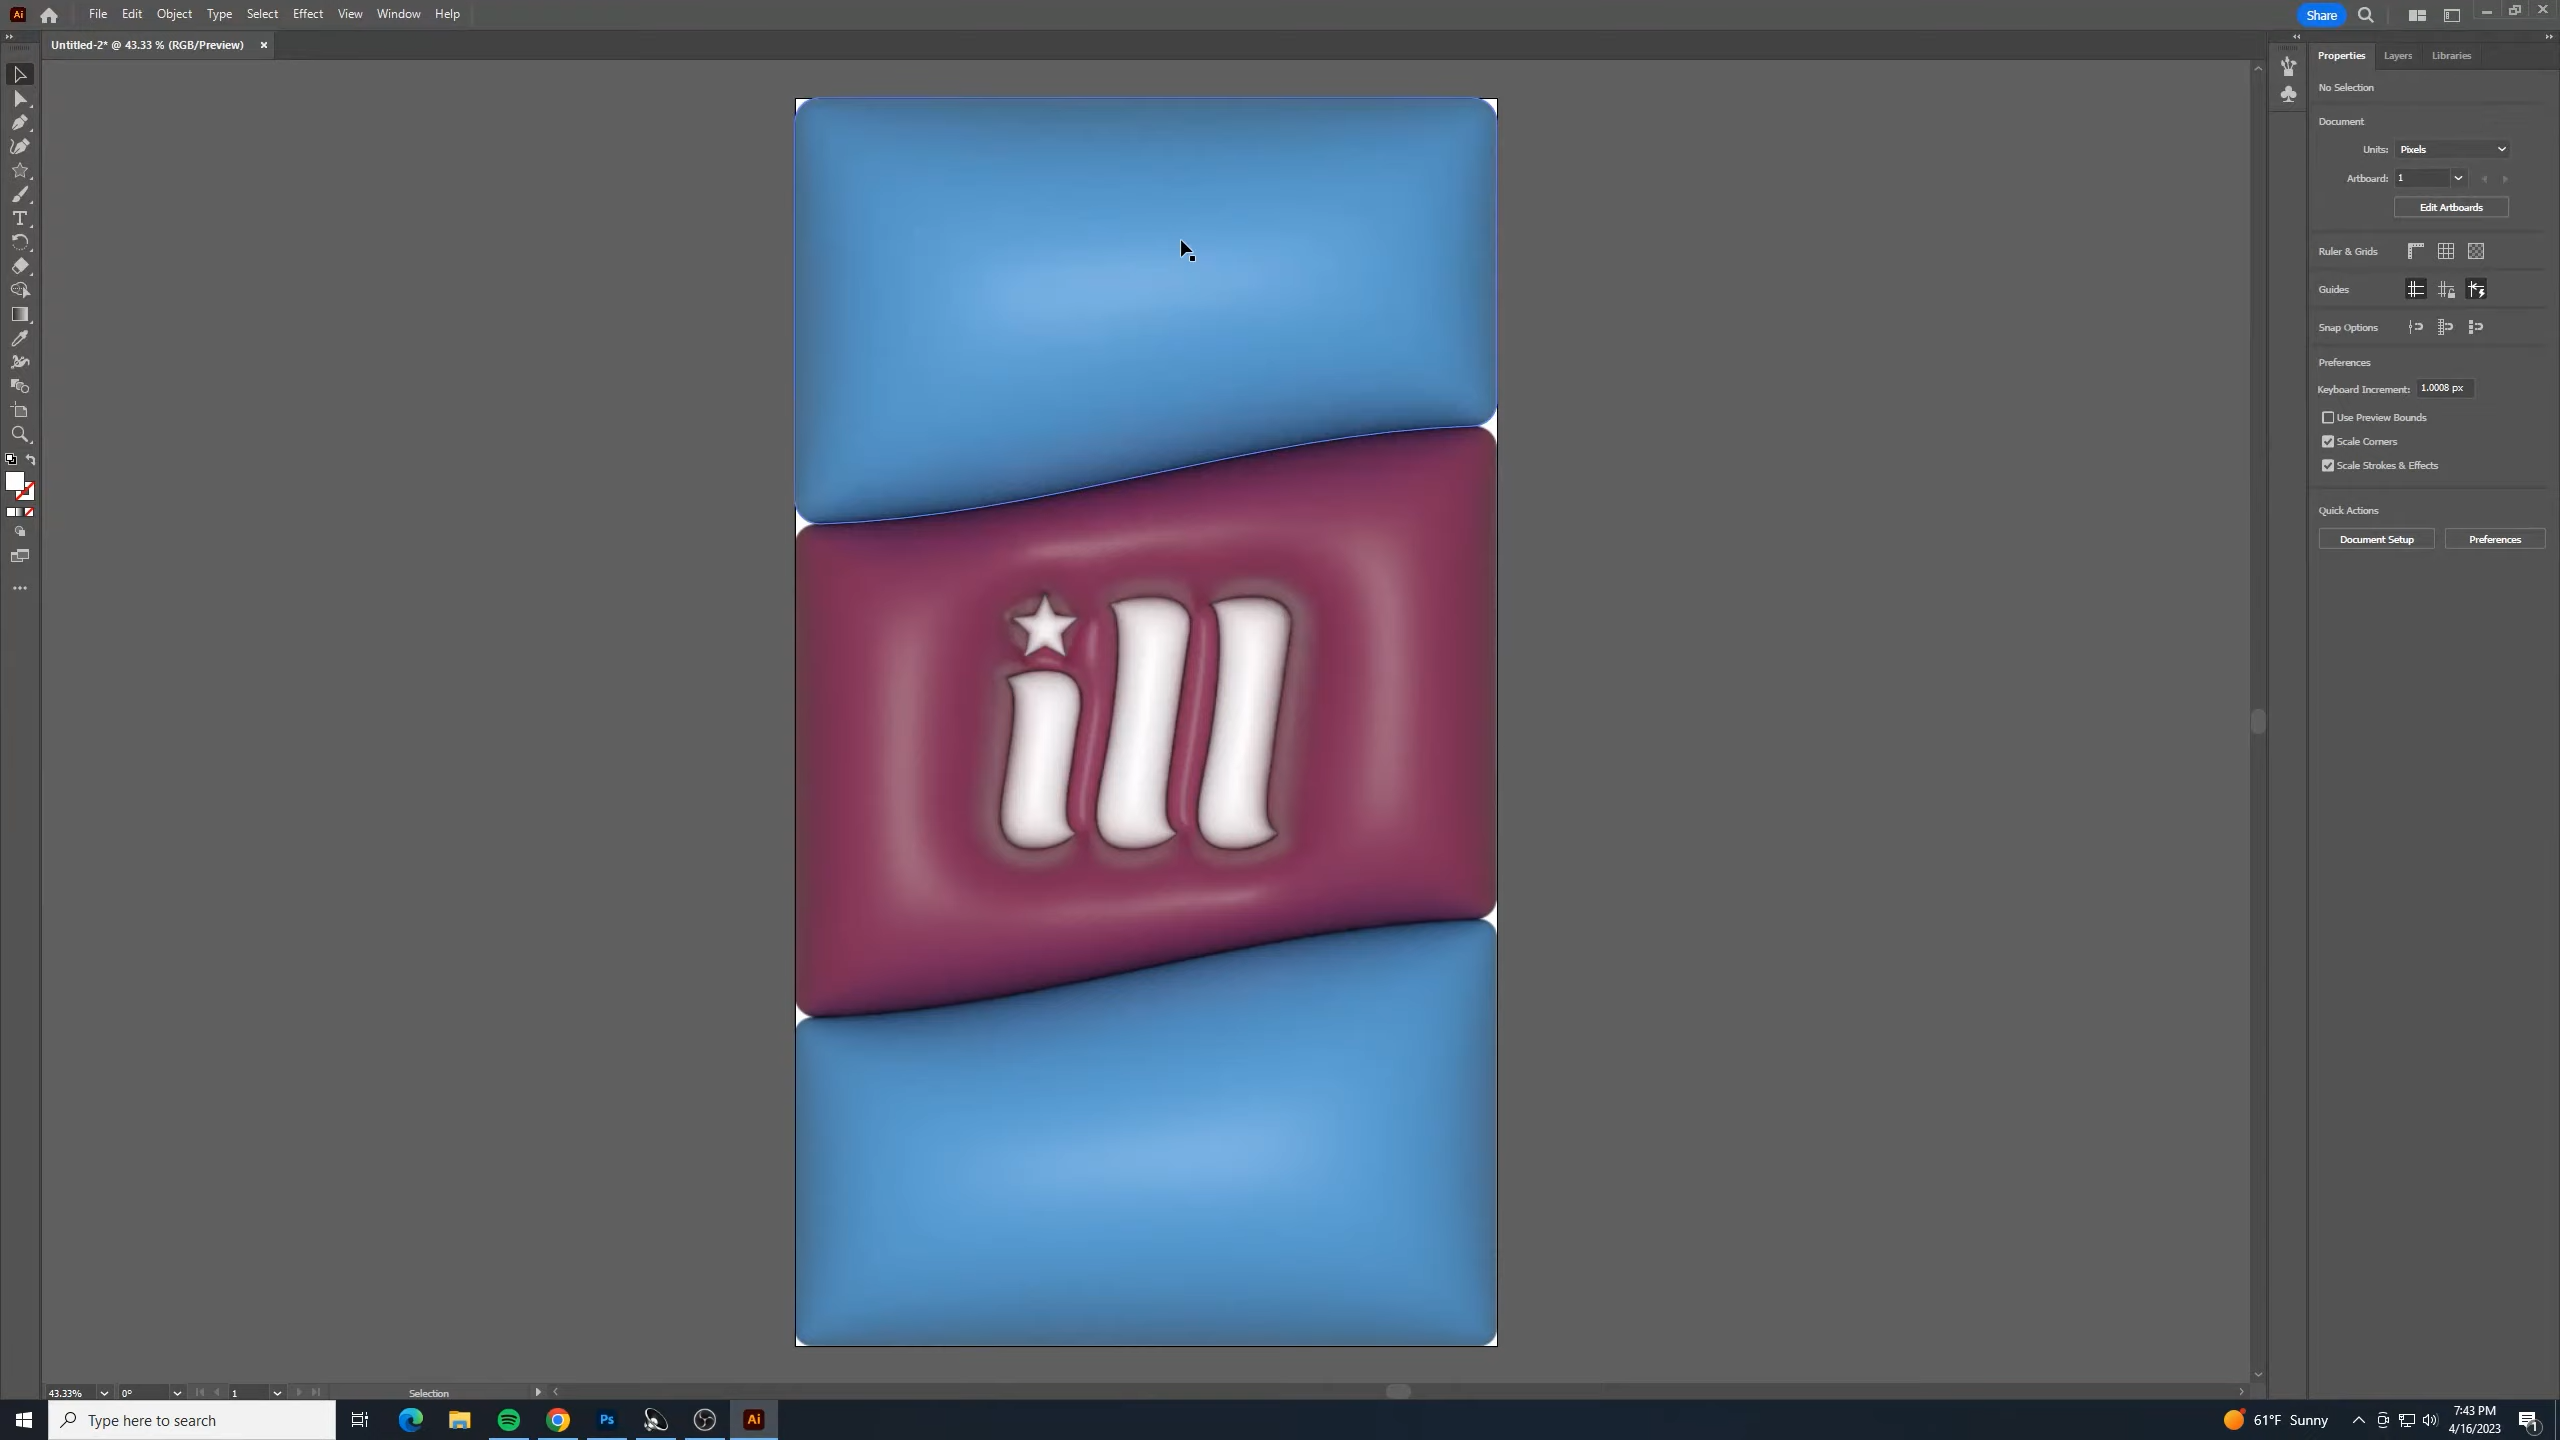 Ai File Edit Object Type Select Effect View Window Help Share
Untitled-2* @ 43.33 % (RGB/Preview) ×
Properties Layers Libraries
No Selection
Document
Units: Pixels
Artboard: 1
Edit Artboards
Ruler & Grids
Guides
Snap Options
Preferences
Keyboard Increment: 1.0008 px
Use Preview Bounds
Scale Corners
Scale Strokes & Effects
Quick Actions
Document Setup Preferences
ill
43.33% 0° 1 Selection
Type here to search Ps Ai 61°F Sunny 7:43 PM
4/16/2023 1